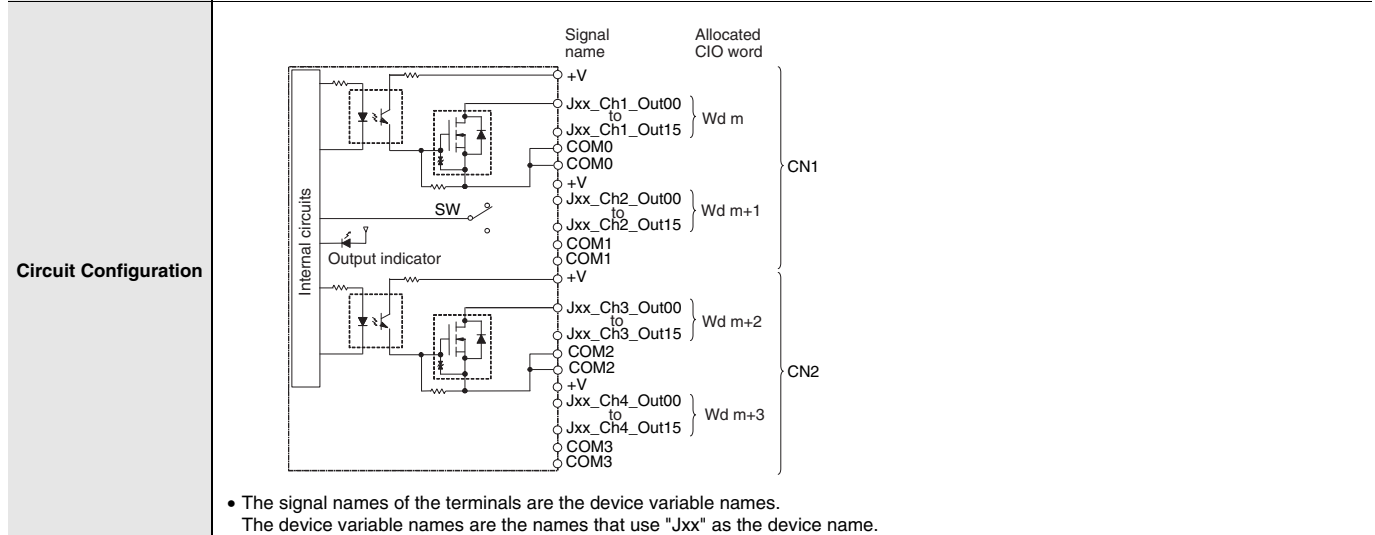 Circuit Configuration
Signal
name
Allocated
CIO word
+V
Jxx_Ch1_Out00
to
Jxx_Ch1_Out15
Wd m
COM0
COM0
+V
Jxx_Ch2_Out00
to
Jxx_Ch2_Out15
Wd m+1
COM1
COM1
CN1
Internal circuits
SW
Output indicator
+V
Jxx_Ch3_Out00
to
Jxx_Ch3_Out15
Wd m+2
COM2
COM2
+V
Jxx_Ch4_Out00
to
Jxx_Ch4_Out15
Wd m+3
COM3
COM3
CN2
• The signal names of the terminals are the device variable names.
The device variable names are the names that use "Jxx" as the device name.